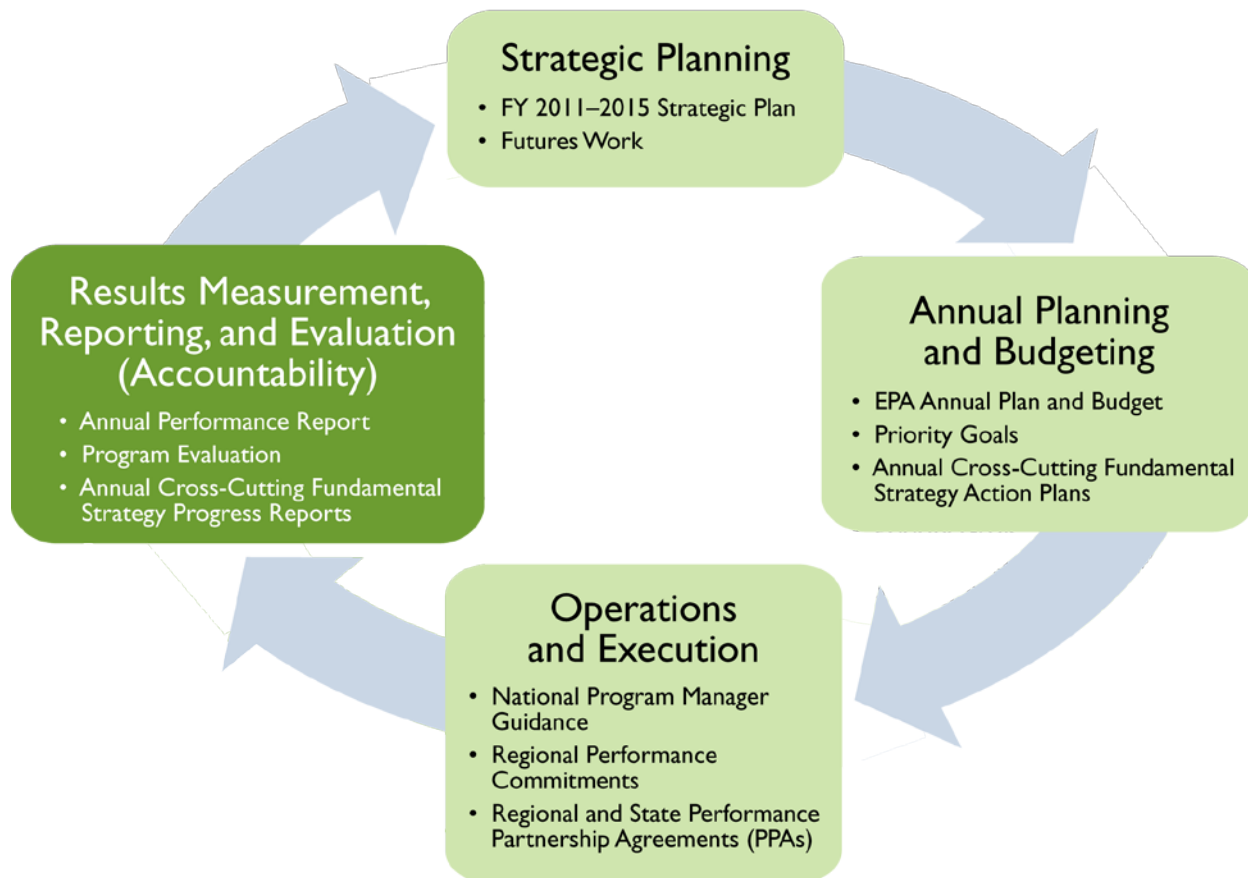 Strategic Planning
• FY 2011–2015 Strategic Plan
• Futures Work
Annual Planning
and Budgeting
• EPA Annual Plan and Budget
• Priority Goals
• Annual Cross-Cutting Fundamental
Strategy Action Plans
Operations
and Execution
• National Program Manager
Guidance
• Regional Performance
Commitments
• Regional and State Performance
Partnership Agreements (PPAs)
Results Measurement,
Reporting, and Evaluation
(Accountability)
• Annual Performance Report
• Program Evaluation
• Annual Cross-Cutting Fundamental
Strategy Progress Reports